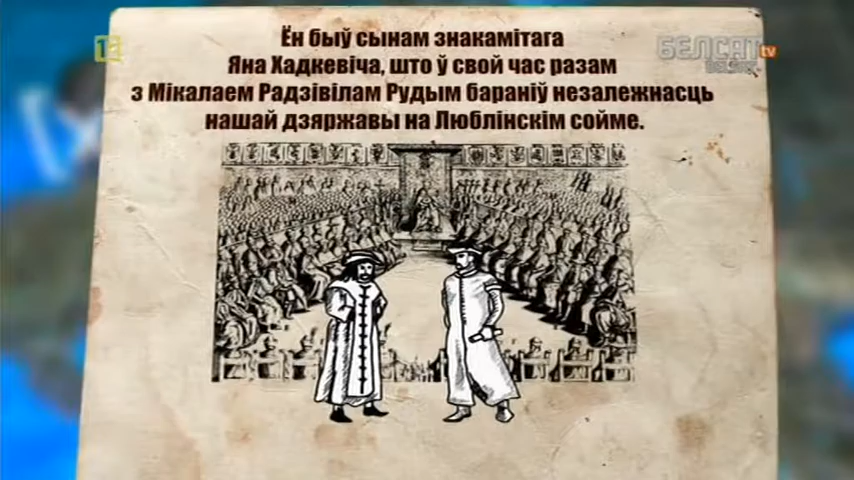 Ён быў сынам знакамітага
Яна Хадкевіча, што ў свой час разам
з Мікалаем Радзівілам Рудым бараніў незалежнасць
нашай дзяржавы на Люблінскім сойме.
12
БЕЛСАТ tv